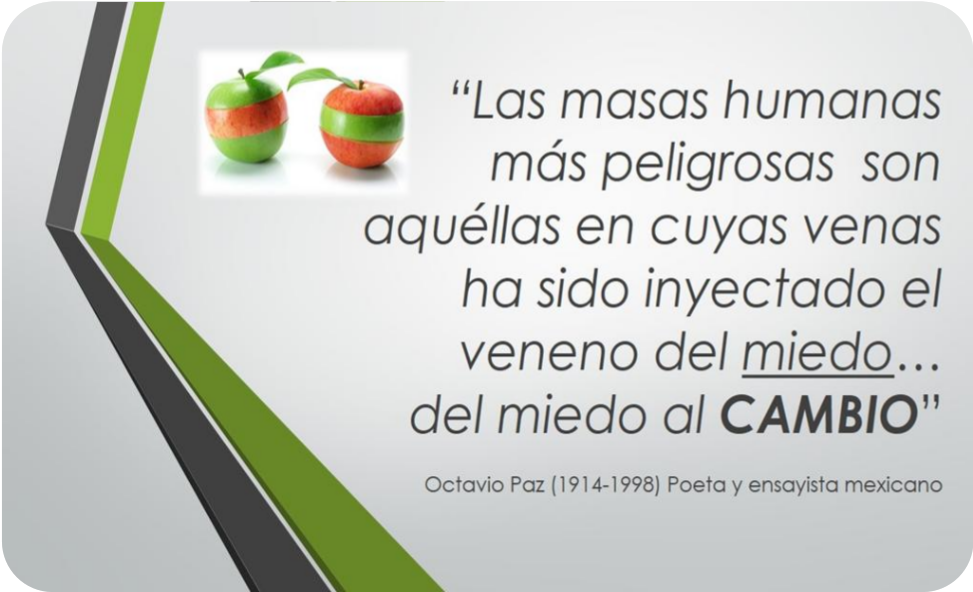 “Las masas humanas
más peligrosas son
aquéllas en cuyas venas
ha sido inyectado el
veneno del miedo...
del miedo al CAMBIO”
Octavio Paz (1914-1998) Poeta y ensayista mexicano